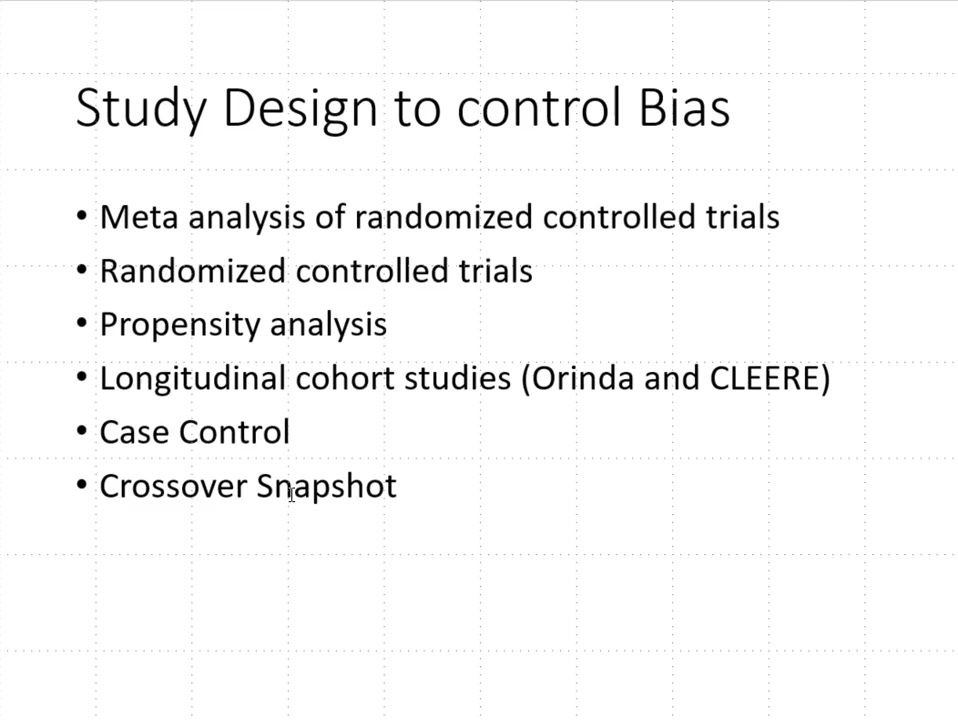 Study Design to control Bias
• Meta analysis of randomized controlled trials
• Randomized controlled trials
• Propensity analysis
• Longitudinal cohort studies (Orinda and CLEERE)
• Case Control
• Crossover Snapshot